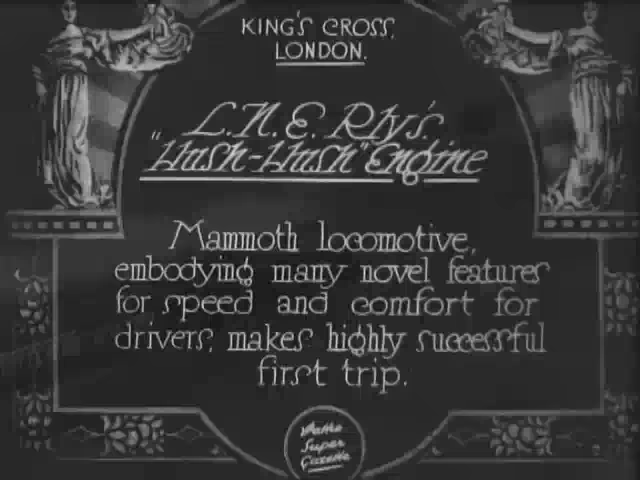 KING'S CROSS,
LONDON.
L.N.E. Rly's.
"Hush-Hush" Engine
Mammoth locomotive,
embodying many novel features
for speed and comfort for
drivers, makes highly successful
first trip.
Pathe
Super
Gazette